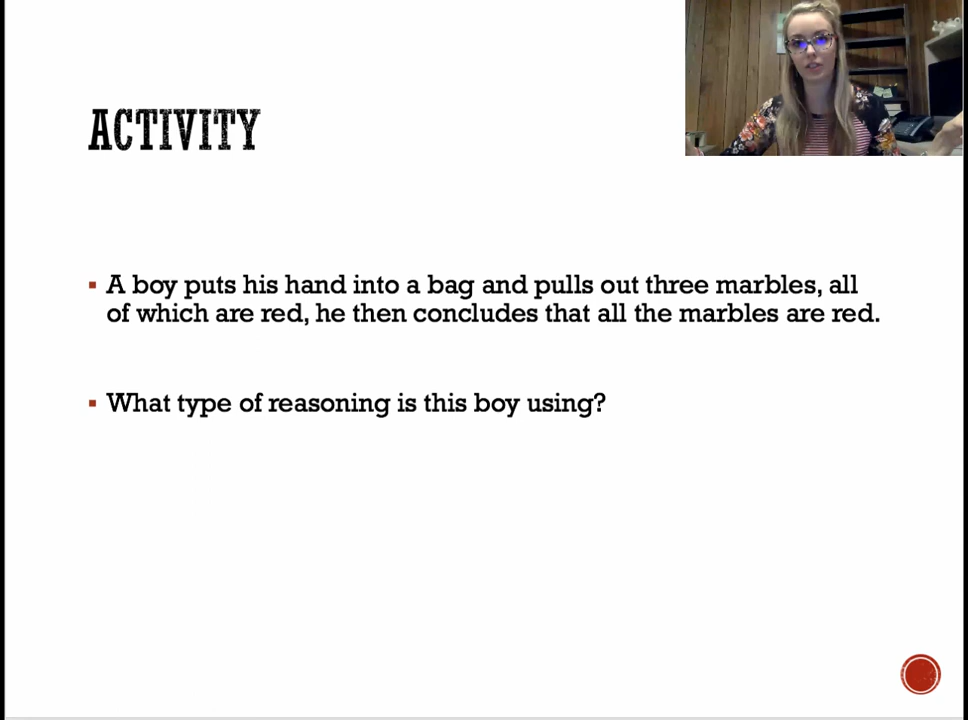 ACTIVITY
A boy puts his hand into a bag and pulls out three marbles, all
of which are red, he then concludes that all the marbles are red.
What type of reasoning is this boy using?